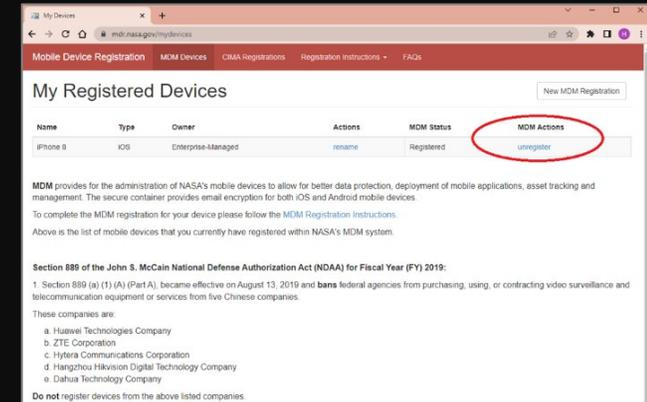 My Devices
mdr.nasa.gov/mydevices
H
Mobile Device Registration MDM Devices CIMA Registrations Registration Instructions FAQs
My Registered Devices
New MDM Registration
Name Type Owner Actions MDM Status MDM Actions
iPhone 8 iOS Enterprise-Managed rename Registered unregister
MDM provides for the administration of NASA's mobile devices to allow for better data protection, deployment of mobile applications, asset tracking and
management. The secure container provides email encryption for both iOS and Android mobile devices.
To complete the MDM registration for your device please follow the MDM Registration Instructions.
Above is the list of mobile devices that you currently have registered within NASA's MDM system.
Section 889 of the John S. McCain National Defense Authorization Act (NDAA) for Fiscal Year (FY) 2019:
1. Section 889 (a) (1) (A) (Part A), became effective on August 13, 2019 and bans federal agencies from purchasing, using, or contracting video surveillance and
telecommunication equipment or services from five Chinese companies.
These companies are:
a. Huawei Technologies Company
b. ZTE Corporation
c. Hytera Communications Corporation
d. Hangzhou Hikvision Digital Technology Company
e. Dahua Technology Company
Do not register devices from the above listed companies.